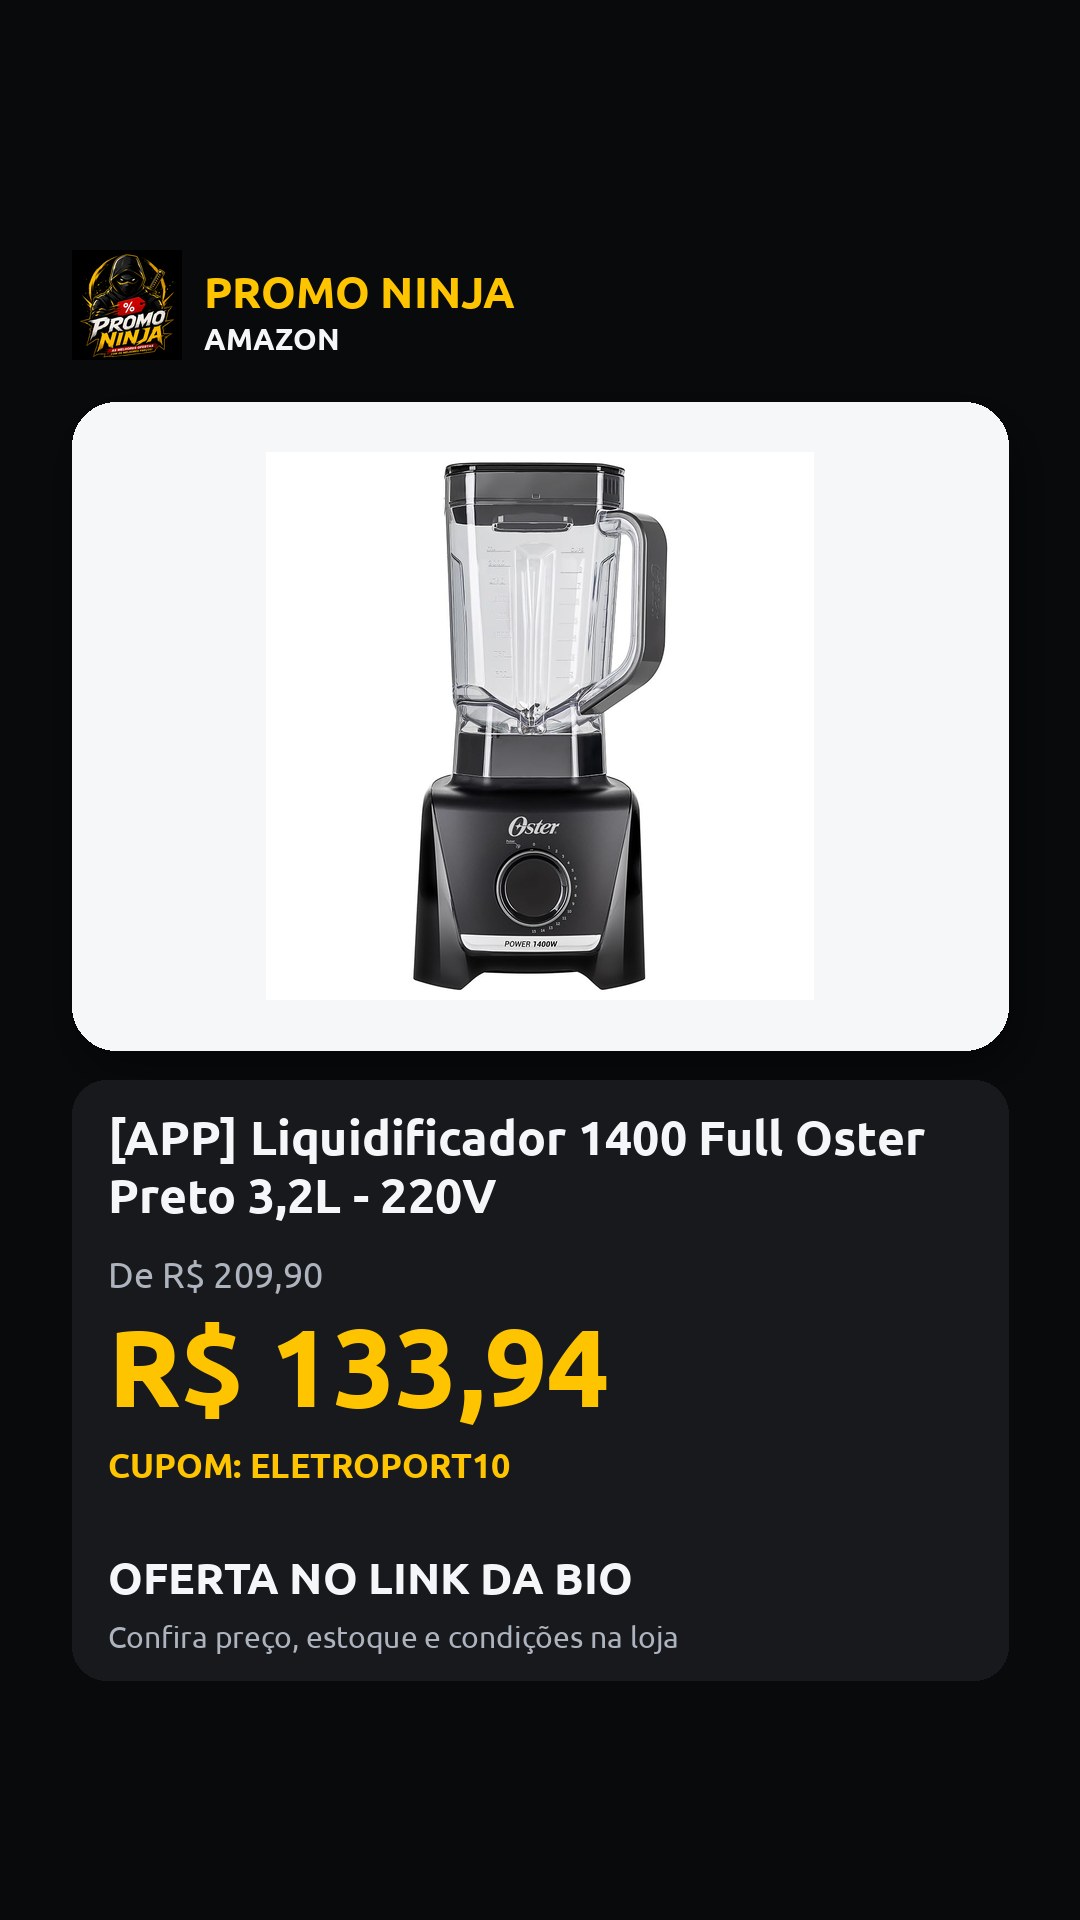 %
PROMO
NINJA
PROMO NINJA
AMAZON
Oster
POWER 1400W
[APP] Liquidificador 1400 Full Oster
Preto 3,2L - 220V
De R$ 209,90
R$ 133,94
CUPOM: ELETROPORT10
OFERTA NO LINK DA BIO
Confira preço, estoque e condições na loja